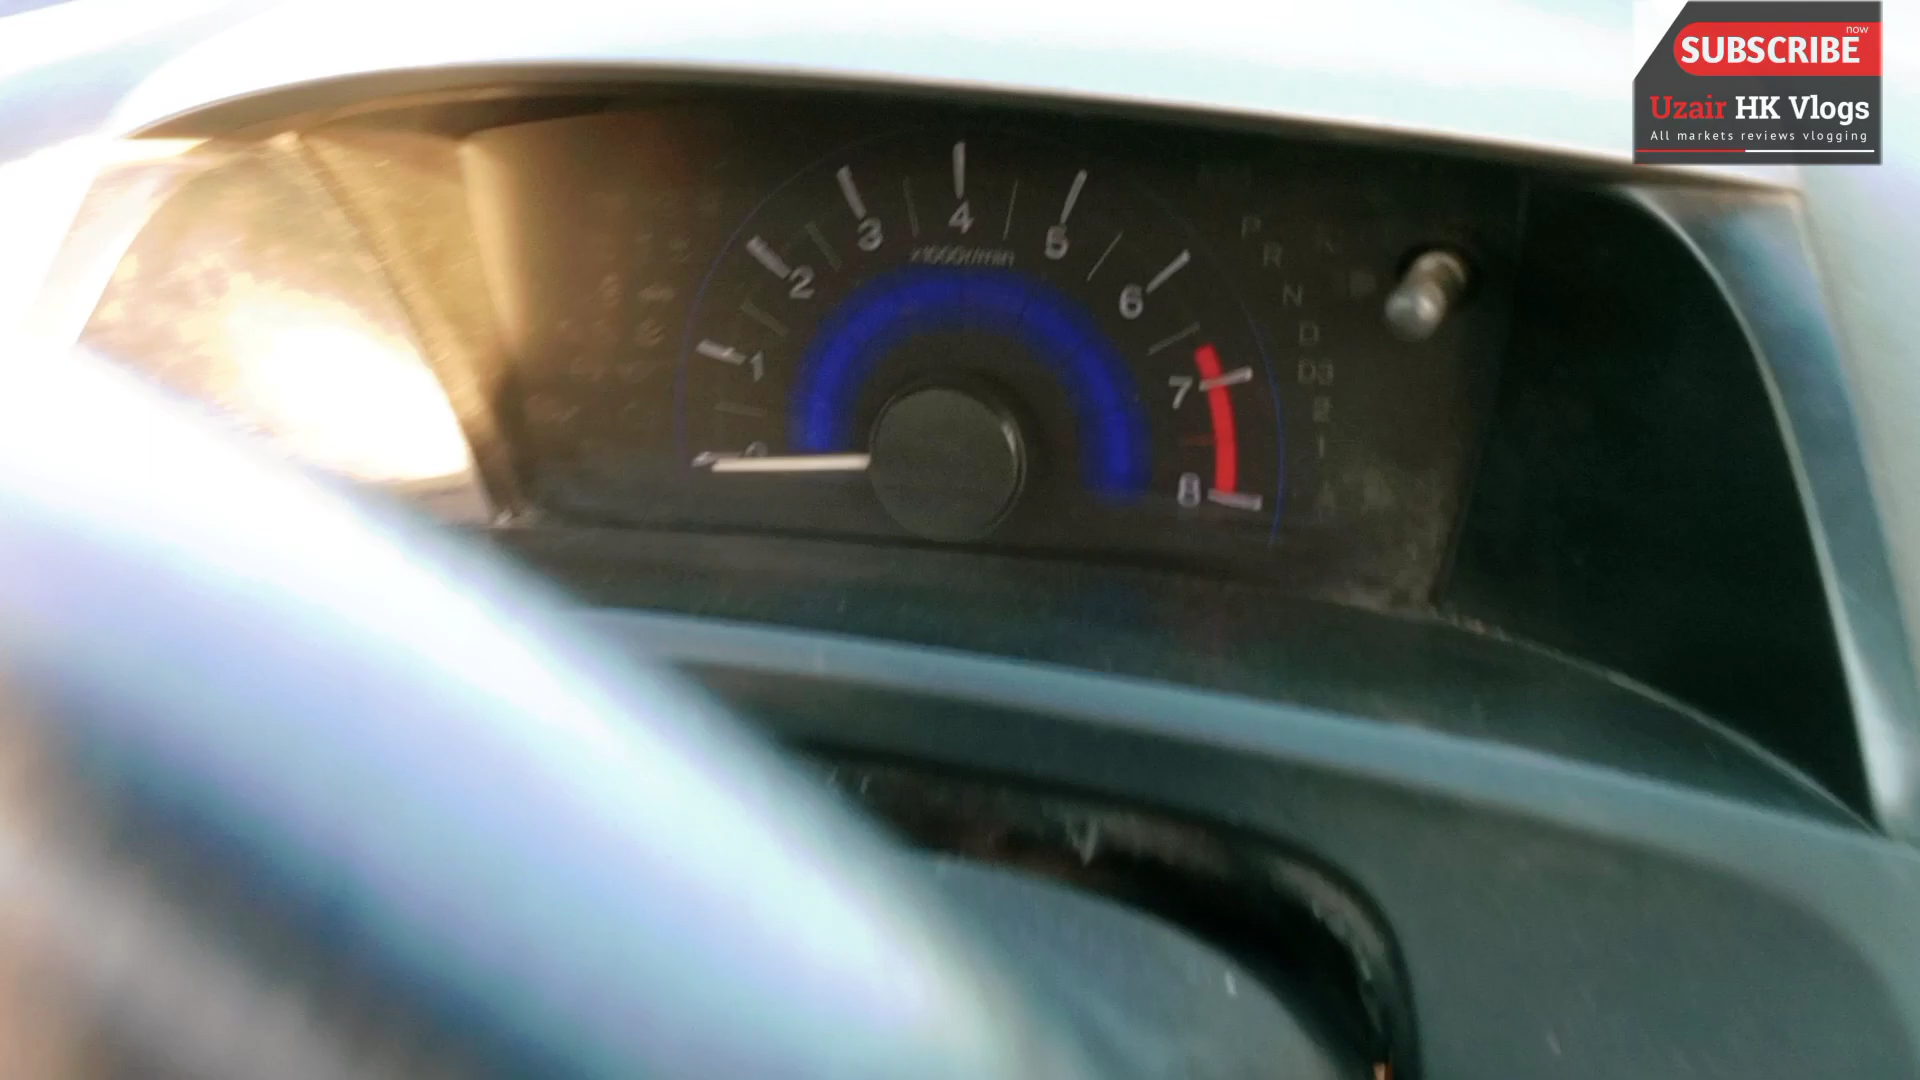 now
SUBSCRIBE
Uzair HK Vlogs
All markets reviews vlogging
1
2
3
4
5
6
7
8
x1000r/min
P
R
N
D
D3
2
1